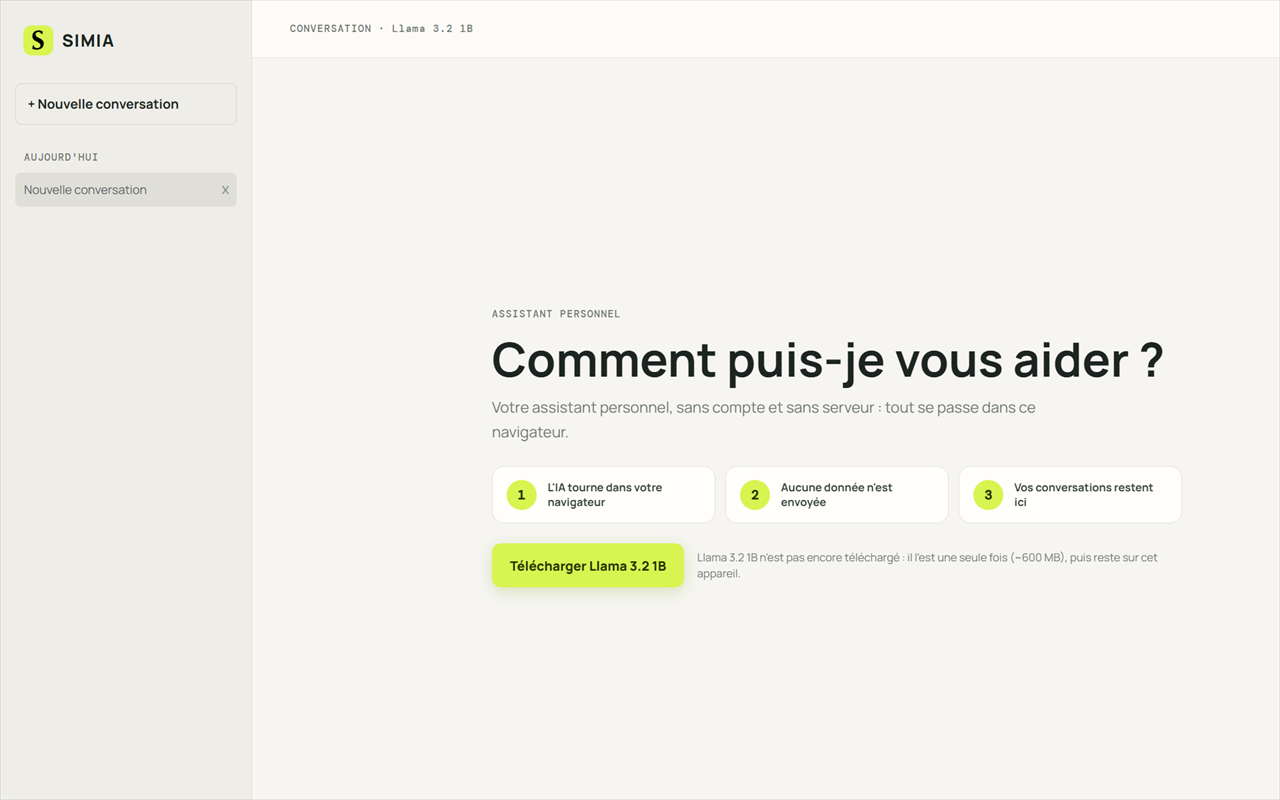 S SIMIA
+ Nouvelle conversation
AUJOURD'HUI
Nouvelle conversation X
CONVERSATION · Llama 3.2 1B
ASSISTANT PERSONNEL
Comment puis-je vous aider ?
Votre assistant personnel, sans compte et sans serveur : tout se passe dans ce
navigateur.
1 L'IA tourne dans votre
navigateur
2 Aucune donnée n'est
envoyée
3 Vos conversations restent
ici
Télécharger Llama 3.2 1B
Llama 3.2 1B n'est pas encore téléchargé : il l'est une seule fois (~600 MB), puis reste sur cet
appareil.